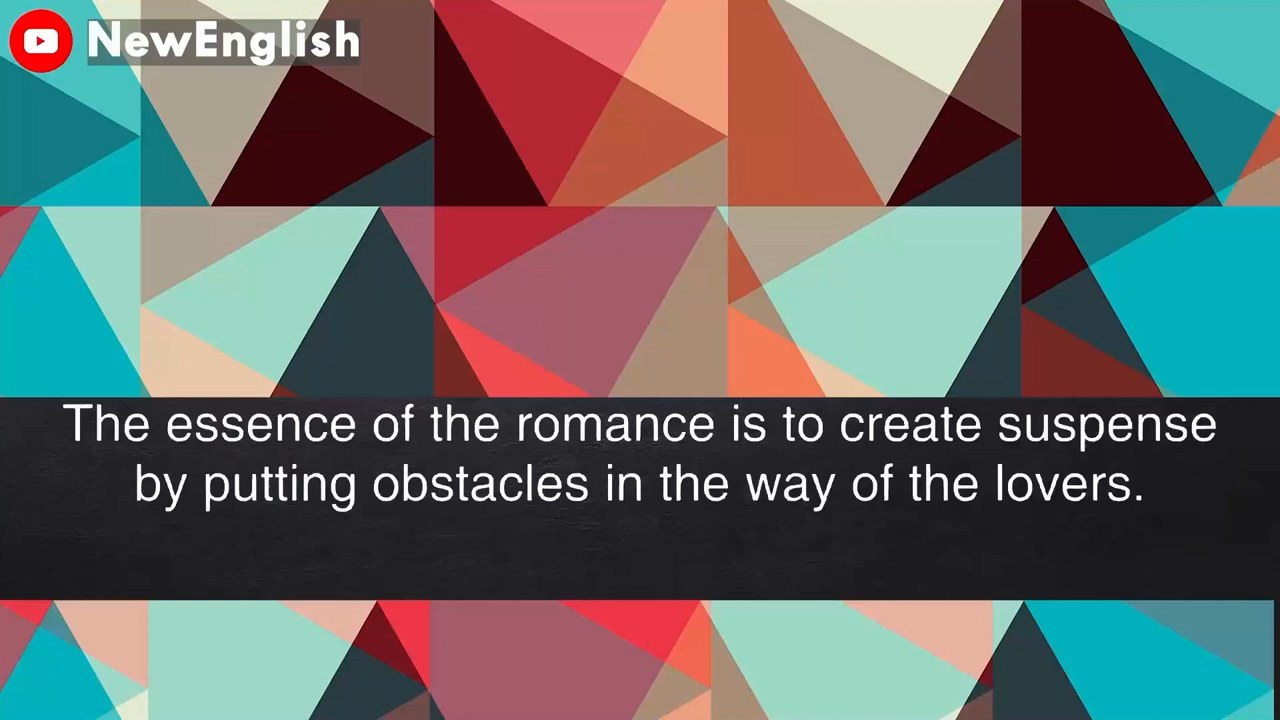 NewEnglish
The essence of the romance is to create suspense
by putting obstacles in the way of the lovers.